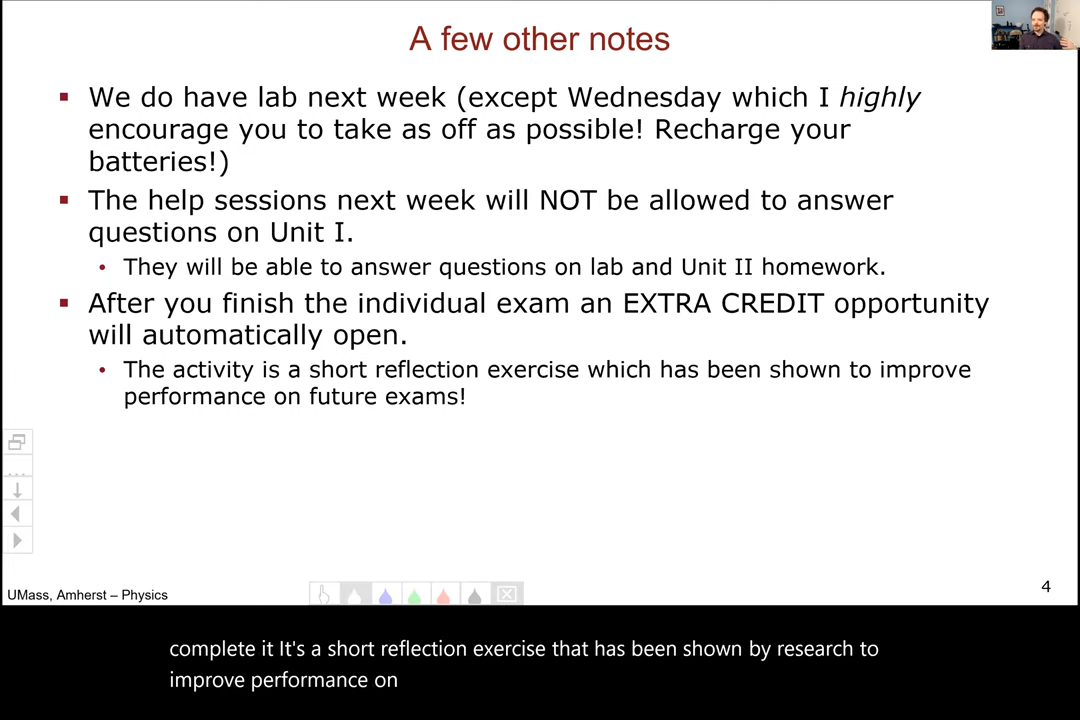 A few other notes
▪ We do have lab next week (except Wednesday which I highly
encourage you to take as off as possible! Recharge your
batteries!)
▪ The help sessions next week will NOT be allowed to answer
questions on Unit I.
• They will be able to answer questions on lab and Unit II homework.
▪ After you finish the individual exam an EXTRA CREDIT opportunity
will automatically open.
• The activity is a short reflection exercise which has been shown to improve
performance on future exams!
UMass, Amherst – Physics
4
complete it It's a short reflection exercise that has been shown by research to
improve performance on